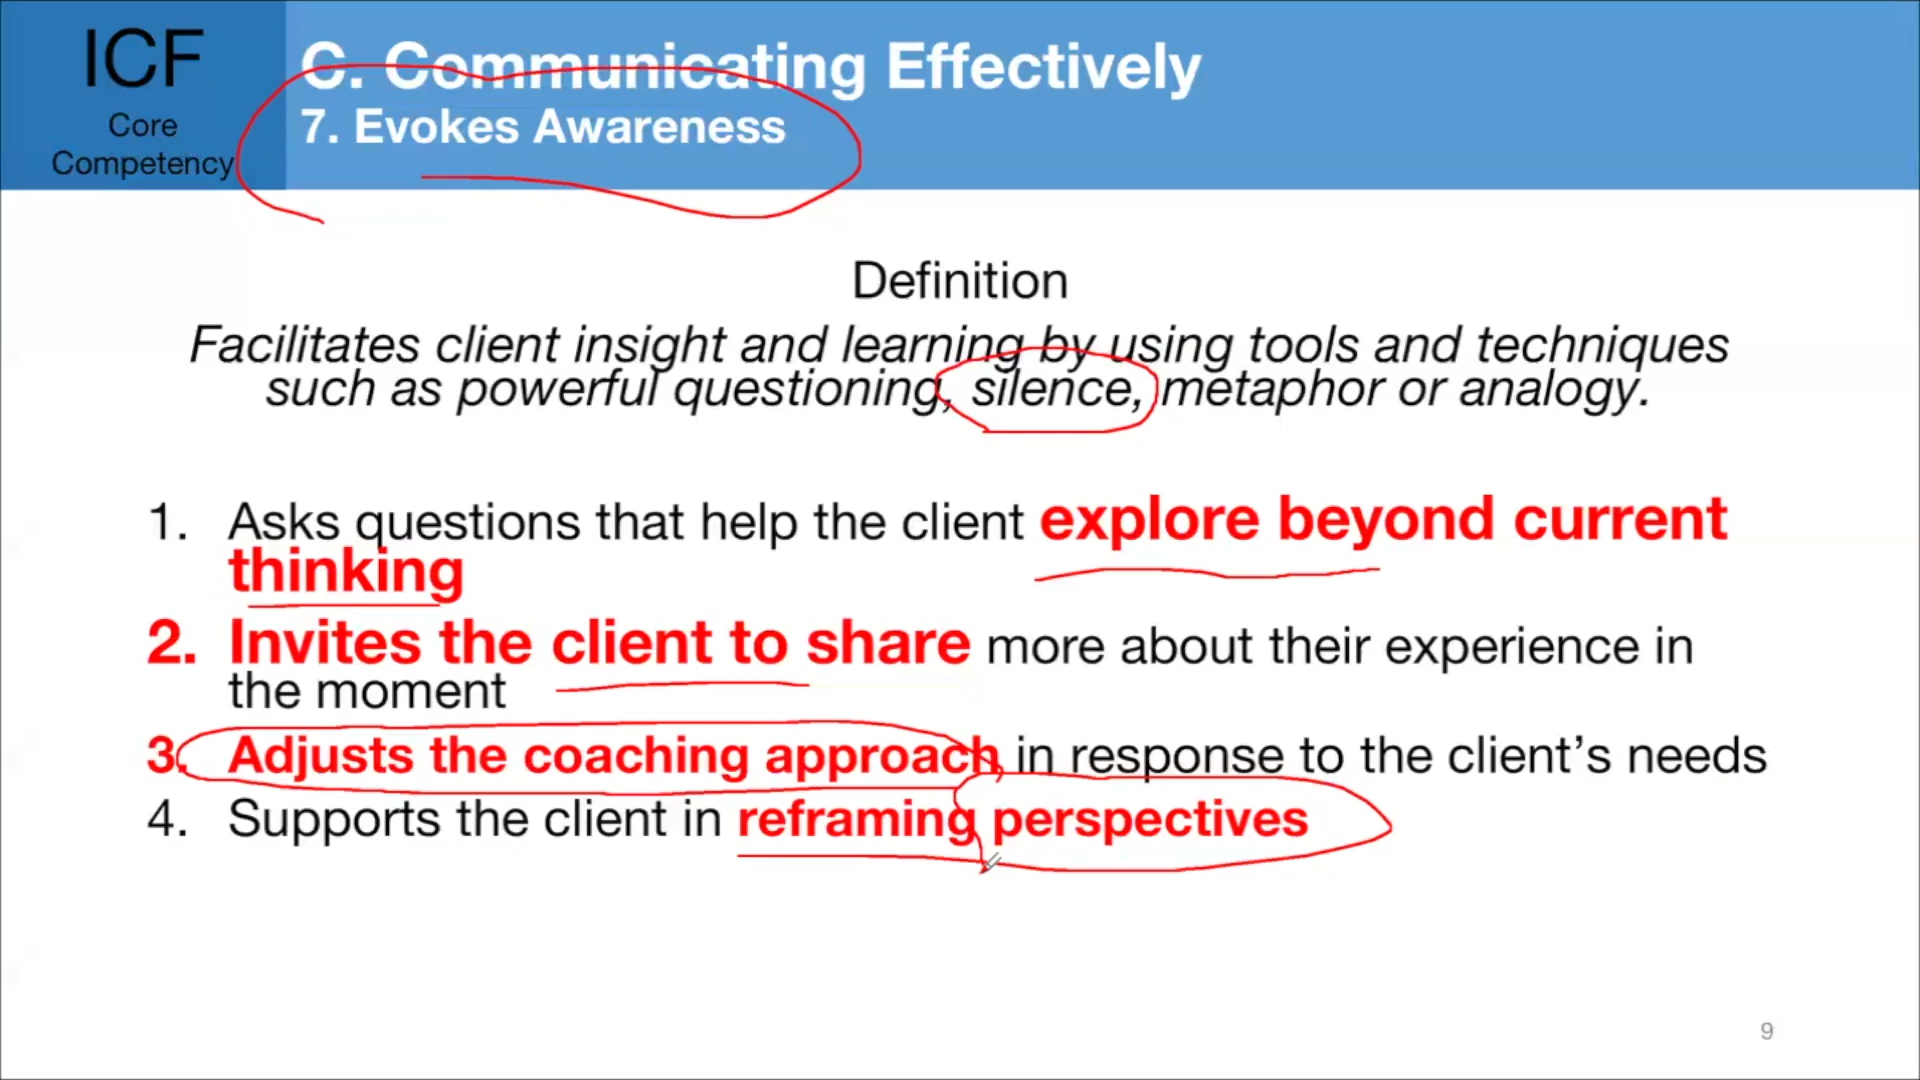 ICF
Core
Competency
C. Communicating Effectively
7. Evokes Awareness
Definition
Facilitates client insight and learning by using tools and techniques
such as powerful questioning, silence, metaphor or analogy.
1. Asks questions that help the client explore beyond current
thinking
2. Invites the client to share more about their experience in
the moment
3. Adjusts the coaching approach in response to the client’s needs
4. Supports the client in reframing perspectives
9